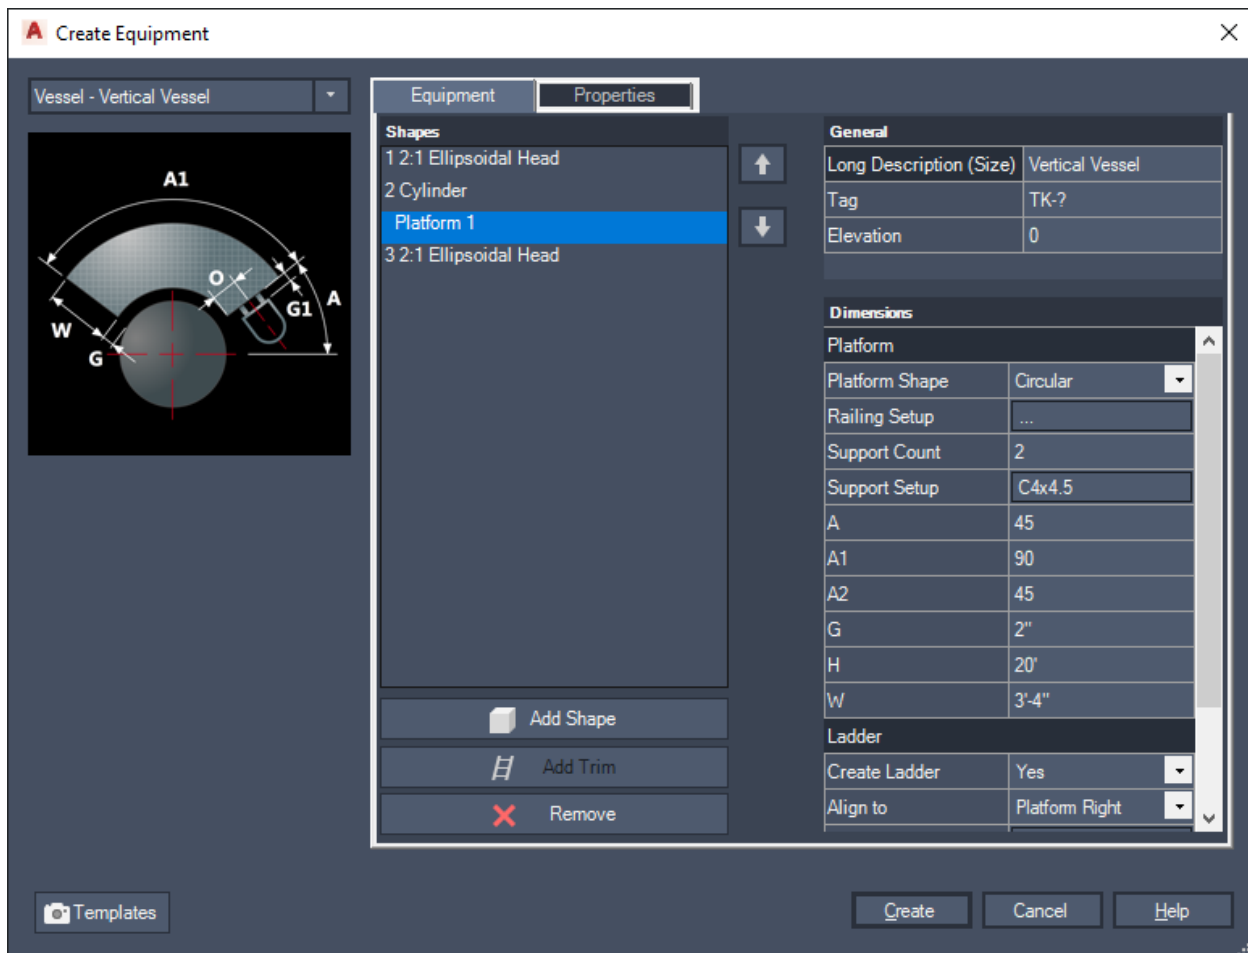 Create Equipment
Vessel - Vertical Vessel
A1
O
G1
A
W
G
Equipment
Properties
Shapes
1 2:1 Ellipsoidal Head
2 Cylinder
Platform 1
3 2:1 Ellipsoidal Head
Add Shape
Add Trim
Remove
General
Long Description (Size) Vertical Vessel
Tag TK-?
Elevation 0
Dimensions
Platform
Platform Shape Circular
Railing Setup ...
Support Count 2
Support Setup C4x4.5
A 45
A1 90
A2 45
G 2"
H 20'
W 3'-4"
Ladder
Create Ladder Yes
Align to Platform Right
Templates
Create
Cancel
Help